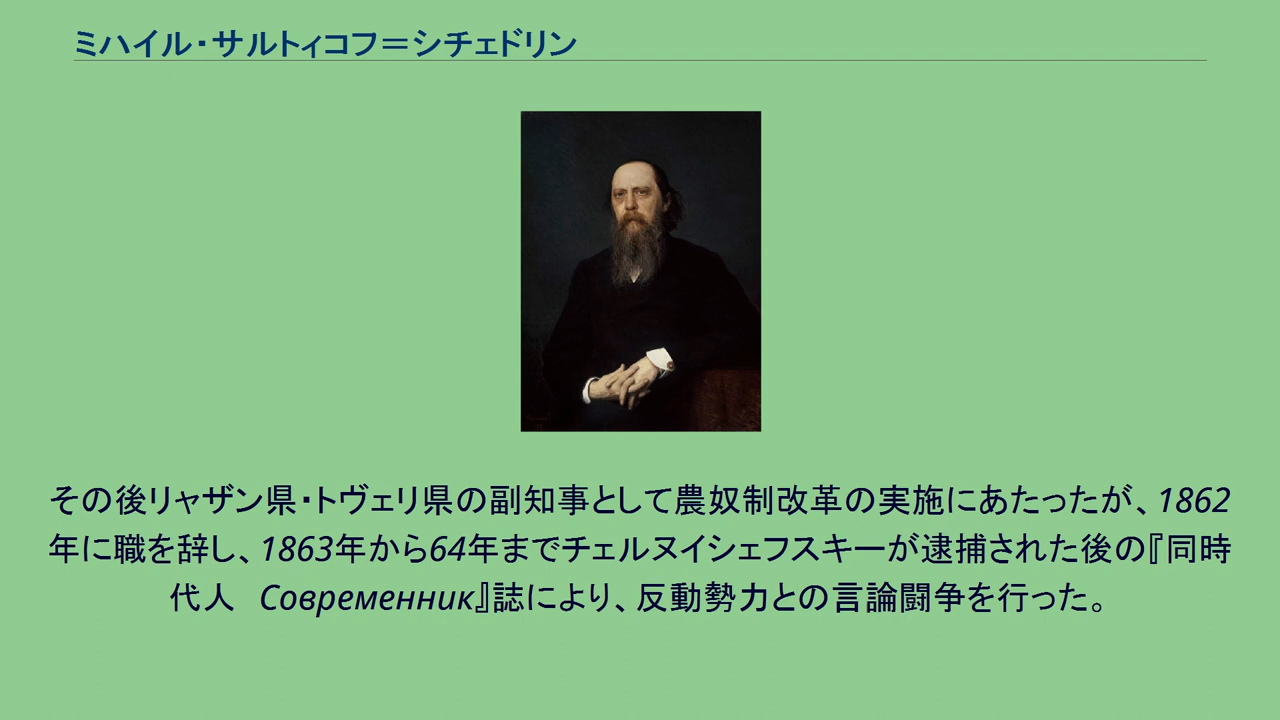 ミハイル・サルトィコフ＝シチェドリン
その後リャザン県・トヴェリ県の副知事として農奴制改革の実施にあたったが、1862
年に職を辞し、1863年から64年までチェルヌイシェフスキーが逮捕された後の『同時
代人　Современник』誌により、反動勢力との言論闘争を行った。